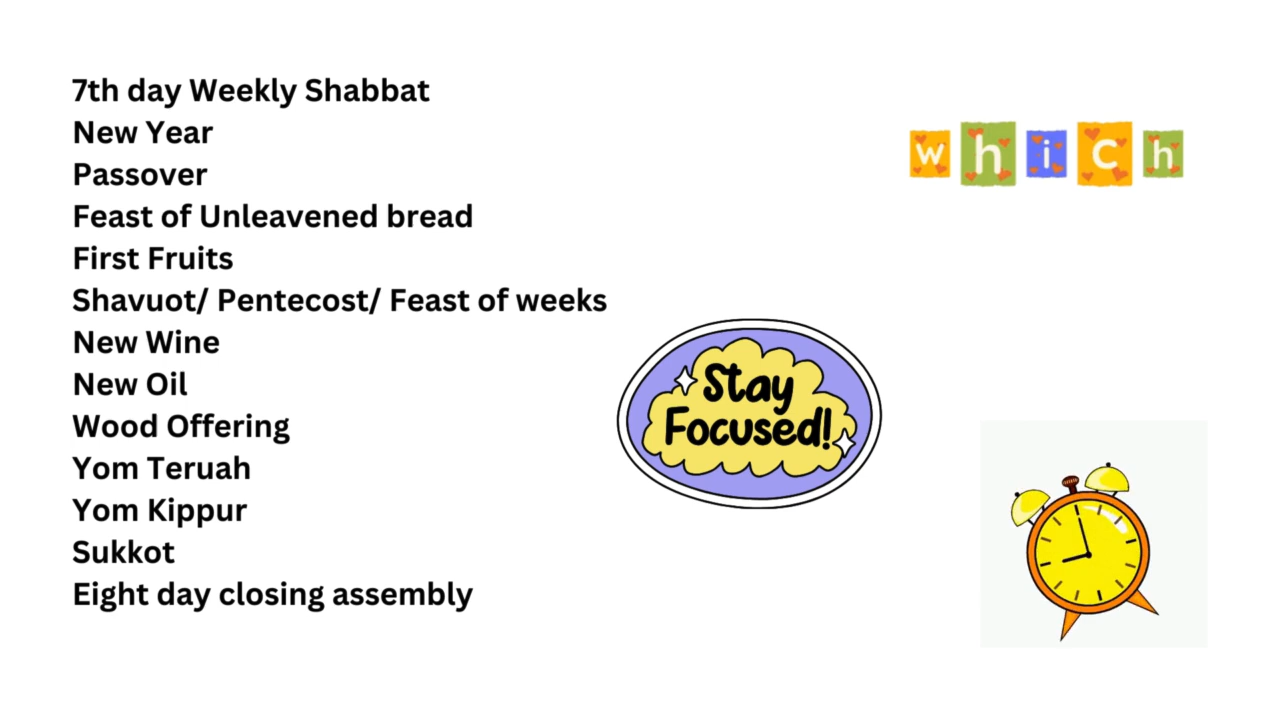 7th day Weekly Shabbat
New Year
Passover
Feast of Unleavened bread
First Fruits
Shavuot/ Pentecost/ Feast of weeks
New Wine
New Oil
Wood Offering
Yom Teruah
Yom Kippur
Sukkot
Eight day closing assembly
which
Stay
Focused!